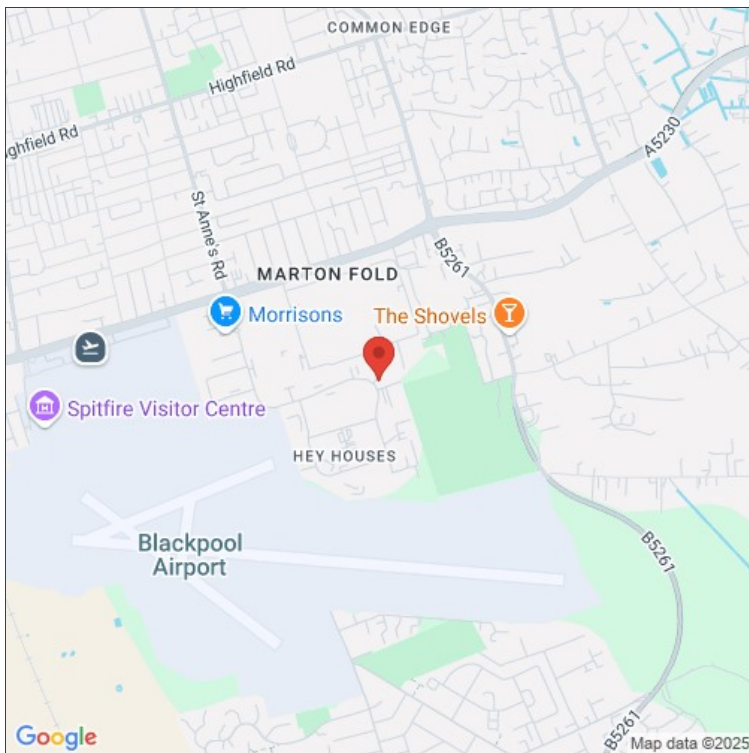 COMMON EDGE
Highfield Rd
ghfield Rd
A5230
St Anne's Rd
B5261
MARTON FOLD
Morrisons
The Shovels
Spitfire Visitor Centre
HEY HOUSES
Blackpool
Airport
B5261
B5261
Google
Map data ©2025